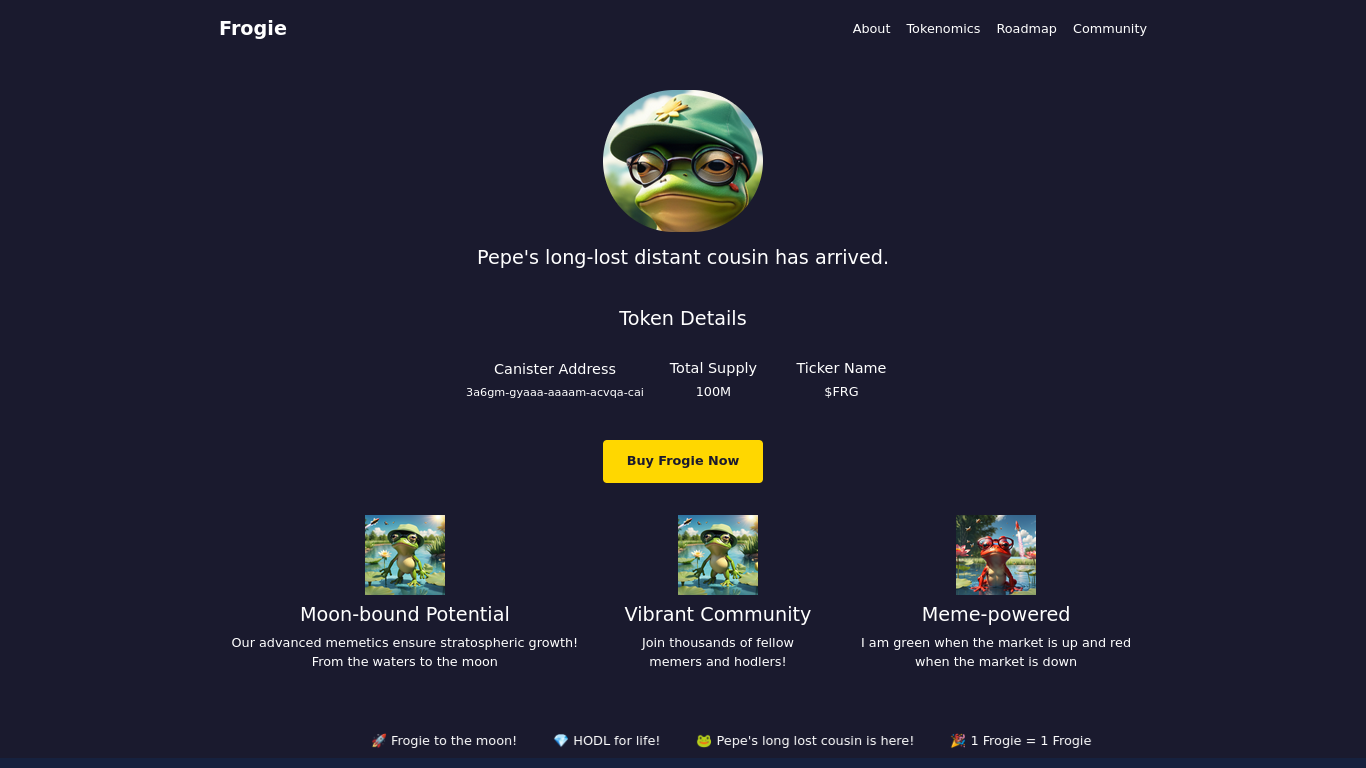 Frogie
About Tokenomics Roadmap Community
Pepe's long-lost distant cousin has arrived.
Token Details
Canister Address
3a6gm-gyaaa-aaaam-acvqa-cai
Total Supply
100M
Ticker Name
$FRG
Buy Frogie Now
Moon-bound Potential
Our advanced memetics ensure stratospheric growth!
From the waters to the moon
Vibrant Community
Join thousands of fellow
memers and hodlers!
Meme-powered
I am green when the market is up and red
when the market is down
🚀 Frogie to the moon! 💎 HODL for life! 🐸 Pepe's long lost cousin is here! 🎉 1 Frogie = 1 Frogie